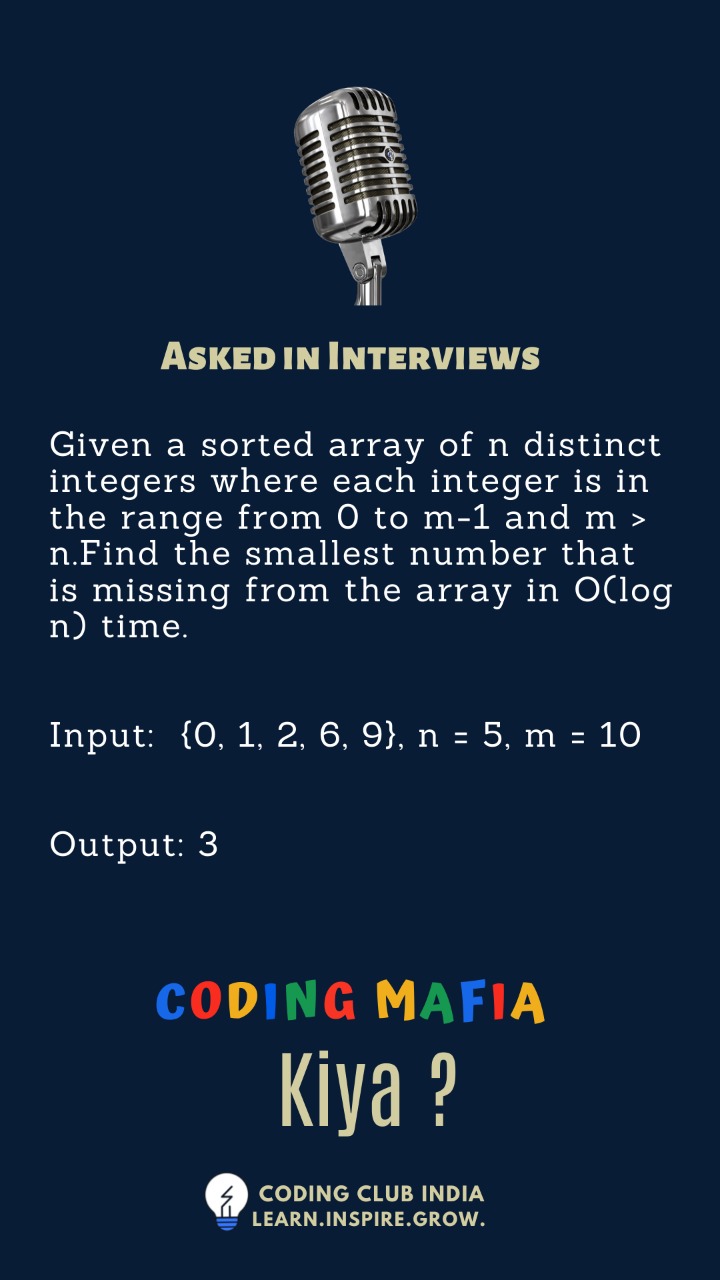 Asked in Interviews
Given a sorted array of n distinct
integers where each integer is in
the range from 0 to m-1 and m >
n.Find the smallest number that
is missing from the array in O(log
n) time.
Input: {0, 1, 2, 6, 9}, n = 5, m = 10
Output: 3
CODING MAFIA
Kiya ?
CODING CLUB INDIA
LEARN.INSPIRE.GROW.